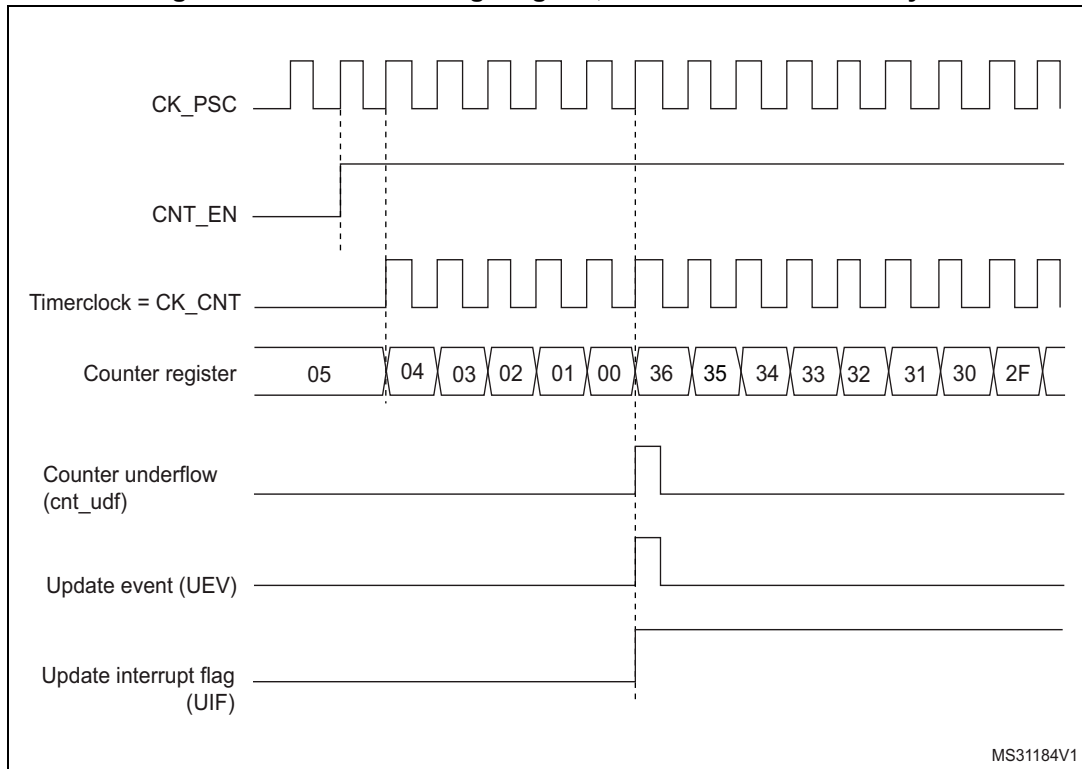 CK_PSC
CNT_EN
Timerclock = CK_CNT
Counter register 05 04 03 02 01 00 36 35 34 33 32 31 30 2F
Counter underflow
(cnt_udf)
Update event (UEV)
Update interrupt flag
(UIF)
MS31184V1